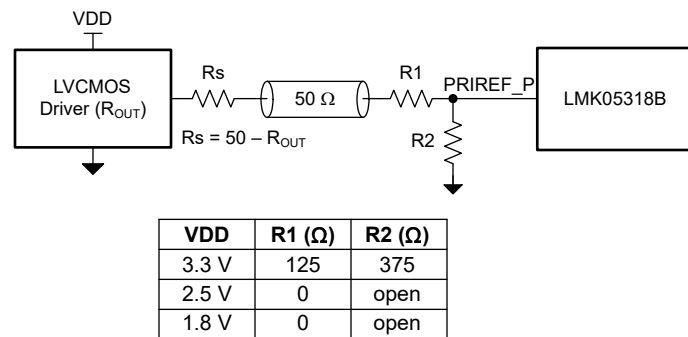 VDD
LVCMOS
Driver (ROUT)
Rs
50 Ω
R1
PRIREF_P
LMK05318B
Rs = 50 – ROUT
R2
VDD R1 (Ω) R2 (Ω)
3.3 V 125 375
2.5 V 0 open
1.8 V 0 open